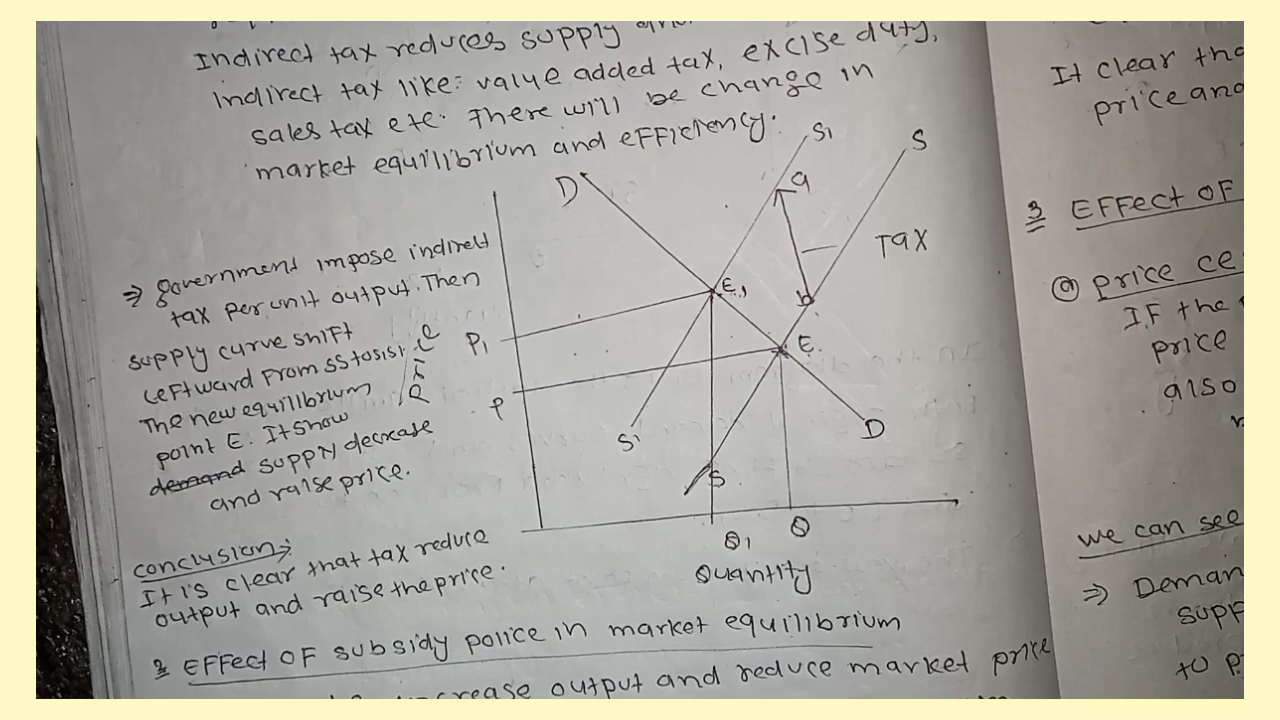 Indirect tax reduces supply
indirect tax like: value added tax, excise duty,
sales tax etc. There will be change in
market equilibrium and efficiency.
⇒ government impose indirect
tax per unit output. Then
supply curve shift
leftward from SS to S1S1
The new equilibrium
point E. It show
demand supply decrease
and raise price.
Price
D
S1
S
a
Tax
E1
b
E
P1
P
S1
S
D
Q1
Q
Quantity
conclusion ⇒
It is clear that tax reduce
output and raise the price.
2 Effect of subsidy police in market equilibrium
increase output and reduce market price
It clear
price and
3 Effect of
@ price
If the
price
also
we can see
⇒
to